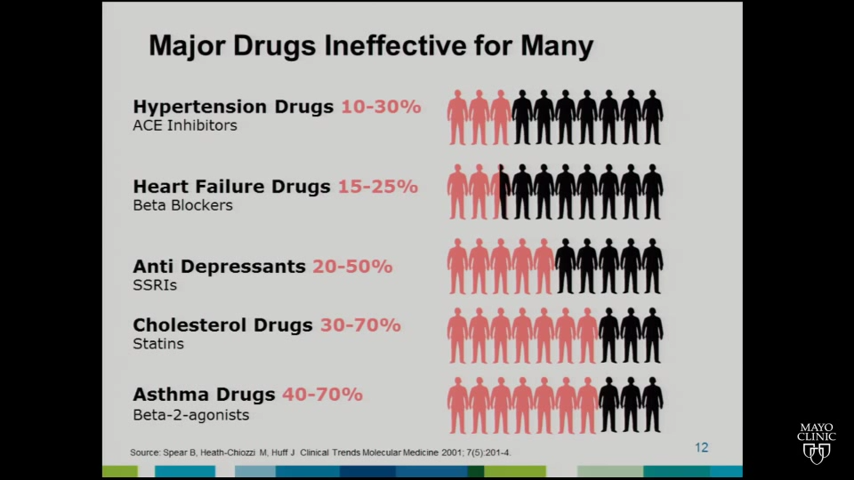 Major Drugs Ineffective for Many
Hypertension Drugs 10-30%
ACE Inhibitors
Heart Failure Drugs 15-25%
Beta Blockers
Anti Depressants 20-50%
SSRIs
Cholesterol Drugs 30-70%
Statins
Asthma Drugs 40-70%
Beta-2-agonists
Source: Spear B, Heath-Chiozzi M, Huff J Clinical Trends Molecular Medicine 2001; 7(5):201-4.
12
MAYO
CLINIC